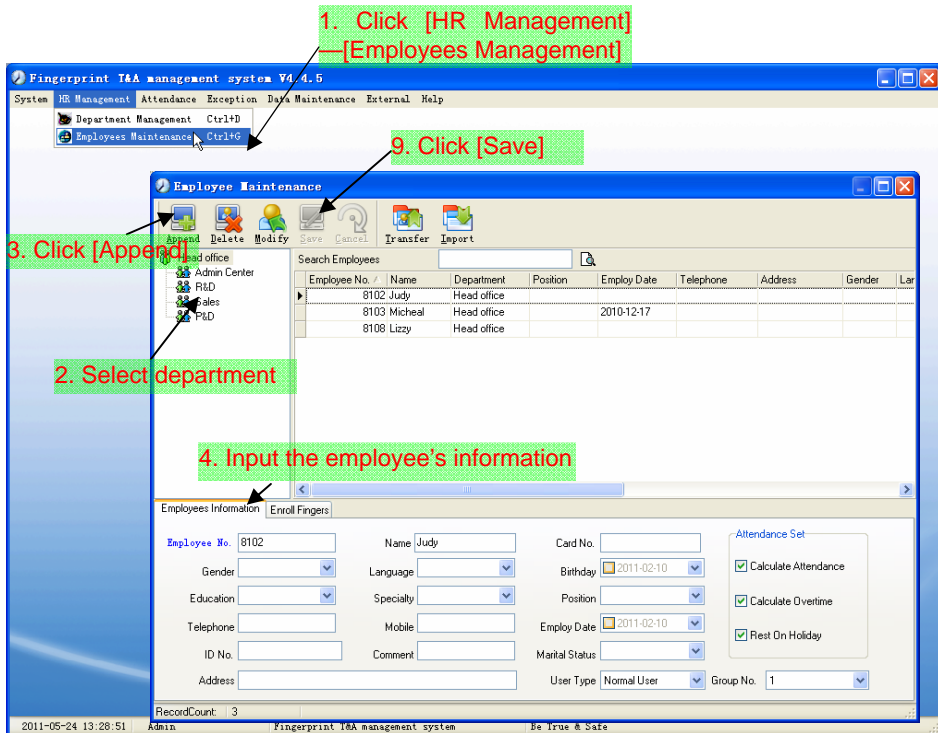 1. Click [HR Management]
—[Employees Management]
Fingerprint T&A management system V4.4.5
System HR Management Attendance Exception Data Maintenance External Help
Department Management Ctrl+D
Employees Maintenance Ctrl+G
9. Click [Save]
Employee Maintenance
Append Delete Modify Save Cancel Transfer Import
3. Click [Append]
Head office
Admin Center
R&D
Sales
P&D
Search Employees
Employee No. Name Department Position Employ Date Telephone Address Gender Lar
8102 Judy Head office
8103 Micheal Head office 2010-12-17
8108 Lizzy Head office
2. Select department
4. Input the employee's information
Employees Information Enroll Fingers
Employee No. 8102 Name Judy Card No. Attendance Set
Gender Language Birthday 2011-02-10 Calculate Attendance
Education Specialty Position Calculate Overtime
Telephone Mobile Employ Date 2011-02-10 Rest On Holiday
ID No. Comment Marital Status
Address User Type Normal User Group No. 1
RecordCount: 3
2011-05-24 13:28:51 Admin Fingerprint T&A management system Be True & Safe